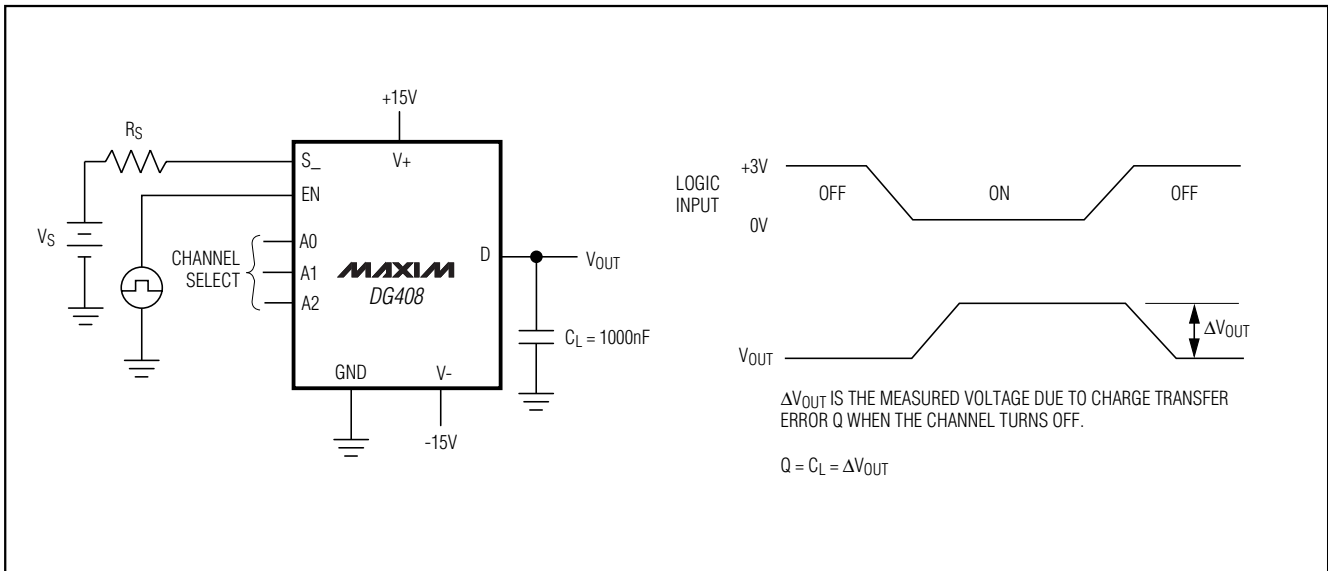 +15V
RS
S_
V+
EN
VS
A0
CHANNEL
SELECT
A1
A2
MAXIM
DG408
D
VOUT
CL = 1000nF
GND
V-
-15V
LOGIC
INPUT
+3V
0V
OFF
ON
OFF
VOUT
ΔVOUT
ΔVOUT IS THE MEASURED VOLTAGE DUE TO CHARGE TRANSFER
ERROR Q WHEN THE CHANNEL TURNS OFF.
Q = CL = ΔVOUT